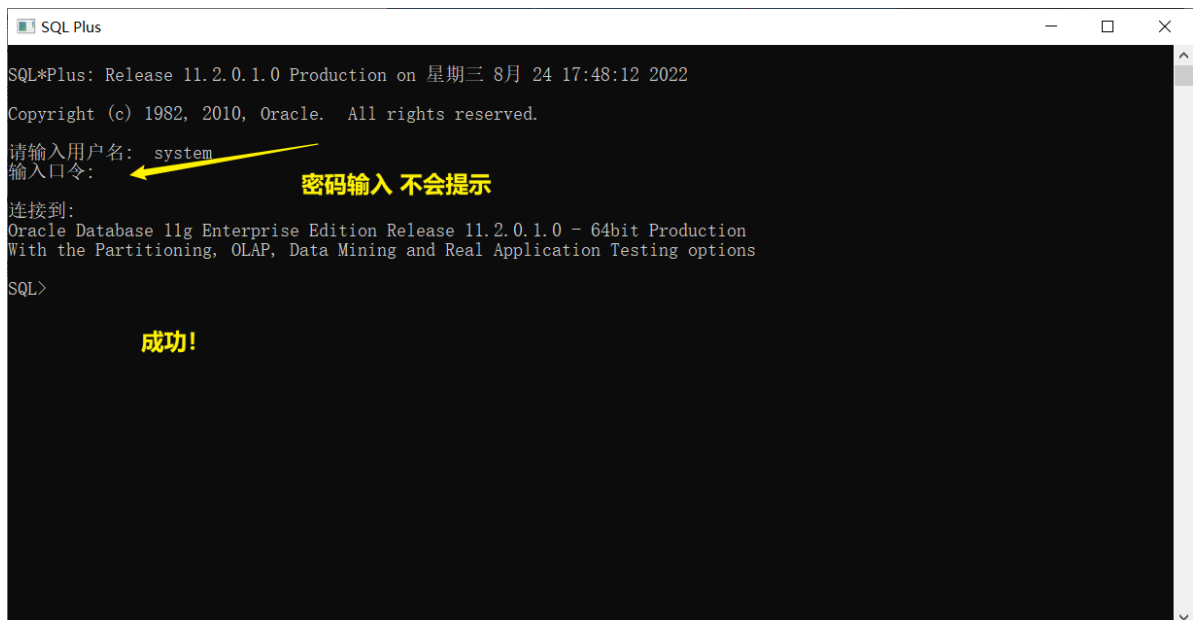 SQL Plus
SQL*Plus: Release 11.2.0.1.0 Production on 星期三 8月 24 17:48:12 2022
Copyright (c) 1982, 2010, Oracle.  All rights reserved.
请输入用户名:  system
输入口令:
密码输入 不会提示
连接到:
Oracle Database 11g Enterprise Edition Release 11.2.0.1.0 - 64bit Production
With the Partitioning, OLAP, Data Mining and Real Application Testing options
SQL>
成功！